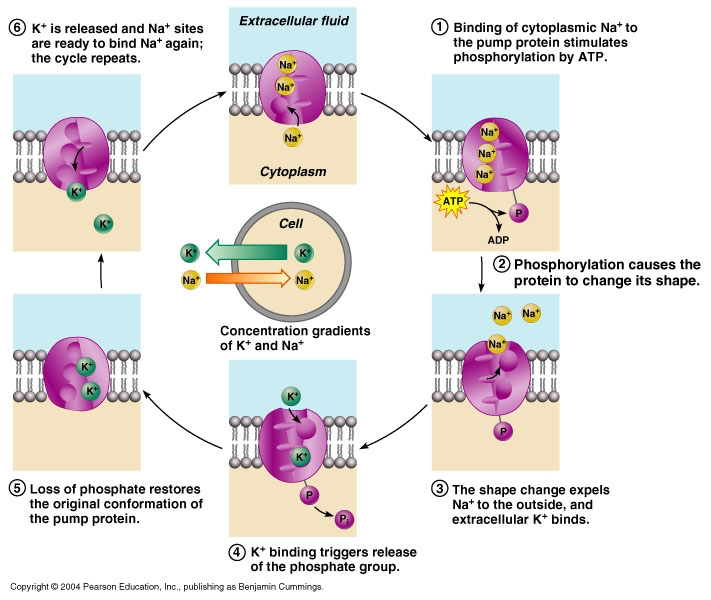 ⑥ K⁺ is released and Na⁺ sites
are ready to bind Na⁺ again;
the cycle repeats.
Extracellular fluid
Na⁺
Na⁺
Na⁺
Cytoplasm
① Binding of cytoplasmic Na⁺ to
the pump protein stimulates
phosphorylation by ATP.
K⁺
K⁺
Na⁺
Na⁺
Na⁺
ATP
P
ADP
Cell
K⁺ K⁺
Na⁺ Na⁺
Concentration gradients
of K⁺ and Na⁺
② Phosphorylation causes the
protein to change its shape.
K⁺
K⁺
Na⁺ Na⁺
Na⁺
P
K⁺
K⁺
P
Pi
⑤ Loss of phosphate restores
the original conformation of
the pump protein.
③ The shape change expels
Na⁺ to the outside, and
extracellular K⁺ binds.
④ K⁺ binding triggers release
of the phosphate group.
Copyright © 2004 Pearson Education, Inc., publishing as Benjamin Cummings.